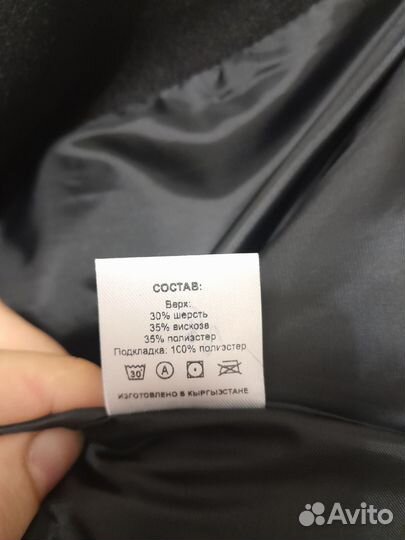 СОСТАВ:
Верх:
30% шерсть
35% вискоза
35% полиэстер
Подкладка: 100% полиэстер
30 A
ИЗГОТОВЛЕНО В КЫРГЫЗСТАНЕ
Avito